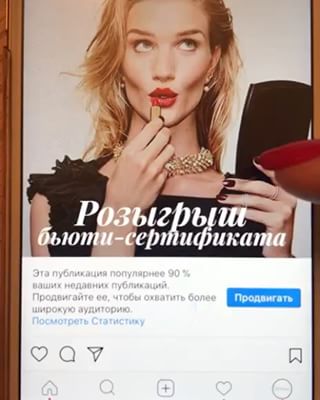 Розыгрыш
бьюти-сертификата
Эта публикация популярнее 90 %
ваших недавних публикаций.
Продвигайте ее, чтобы охватить более
широкую аудиторию.
Посмотреть Статистику
Продвигать